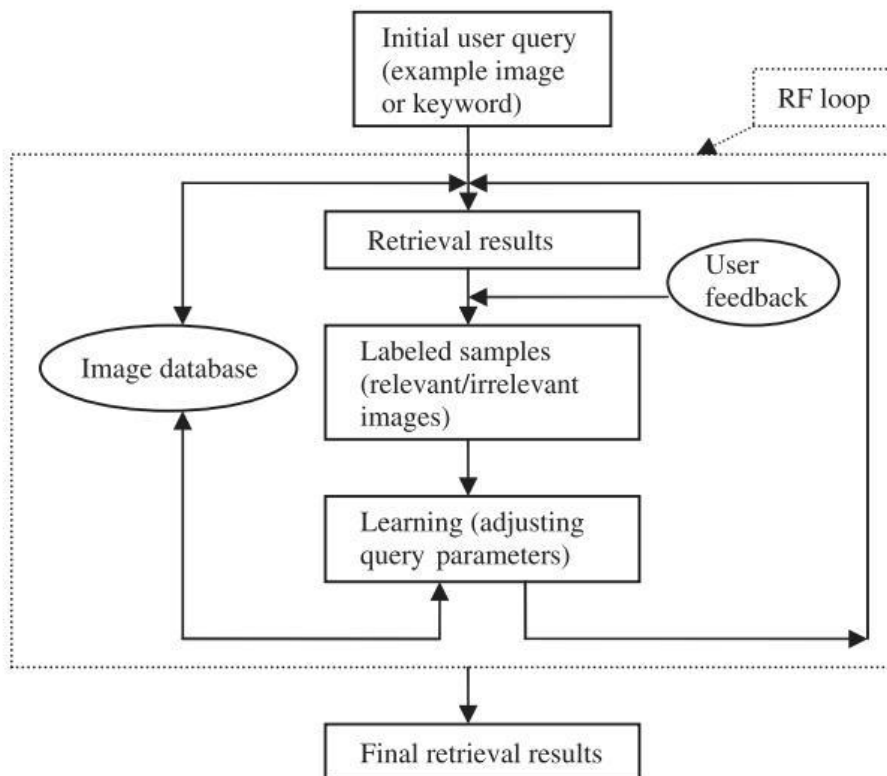 Initial user query
(example image
or keyword)
RF loop
Retrieval results
User
feedback
Image database
Labeled samples
(relevant/irrelevant
images)
Learning (adjusting
query parameters)
Final retrieval results